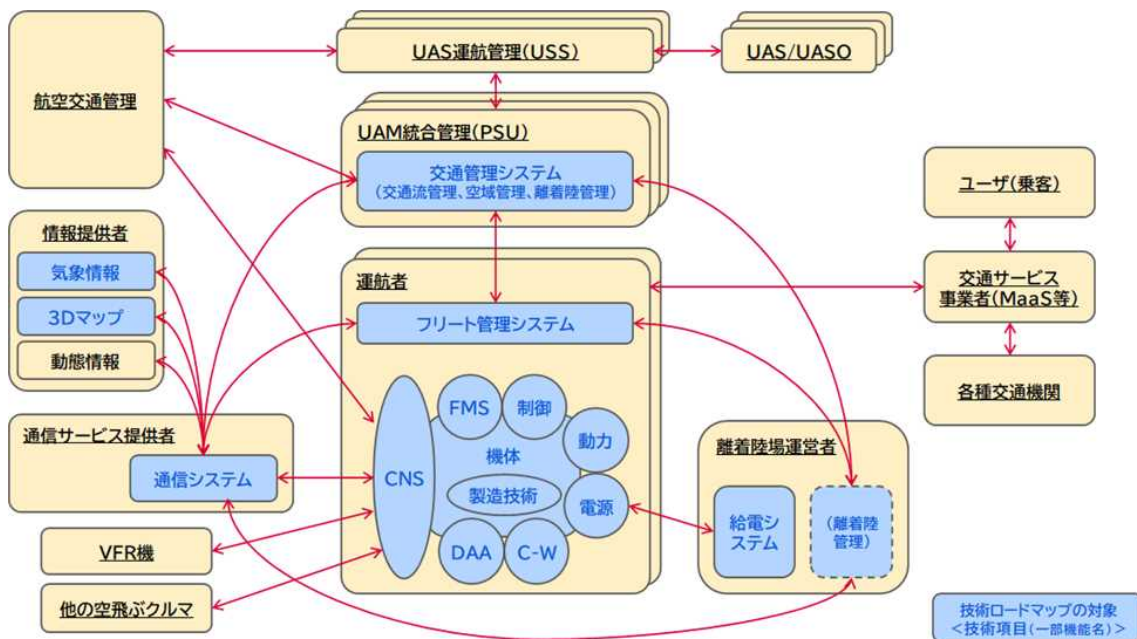 UAS運航管理(USS)
UAS/UASO
航空交通管理
UAM統合管理(PSU)
交通管理システム
(交通流管理、空域管理、離着陸管理)
ユーザ(乗客)
情報提供者
気象情報
3Dマップ
動態情報
運航者
フリート管理システム
交通サービス
事業者(MaaS等)
各種交通機関
FMS
制御
動力
機体
CNS
製造技術
電源
DAA
C-W
通信サービス提供者
通信システム
離着陸場運営者
給電シ
ステム
(離着陸
管理)
VFR機
他の空飛ぶクルマ
技術ロードマップの対象
<技術項目(一部機能名)>